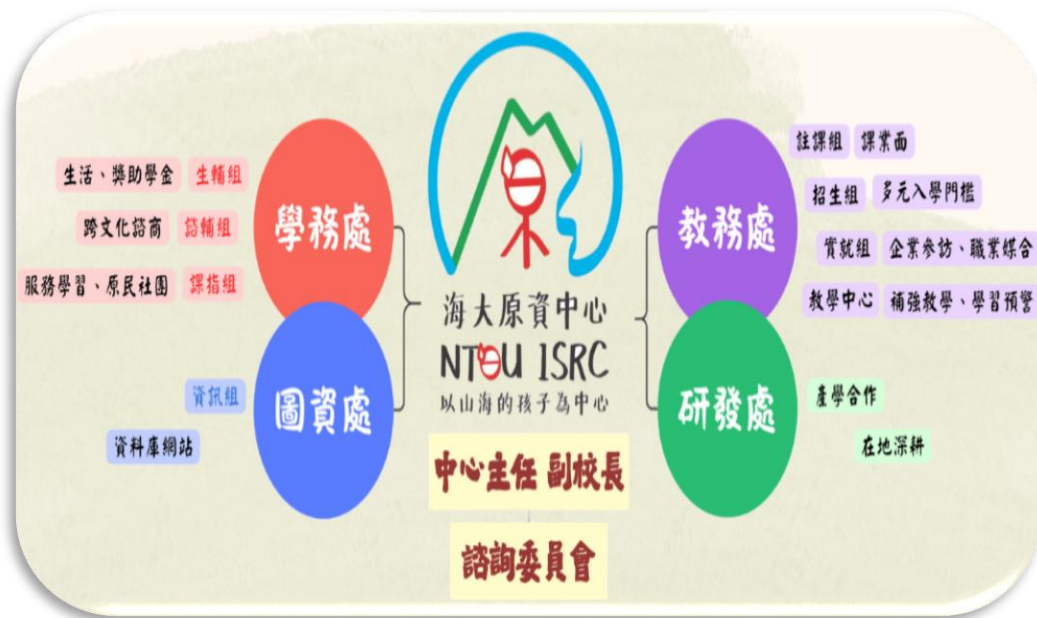 生活、獎助學金 生輔組
跨文化諮商 諮輔組
服務學習、原民社團 課指組
學務處
資訊組
資料庫網站
圖資處
海大原資中心
NTOU ISRC
以山海的孩子為中心
中心主任 副校長
諮詢委員會
教務處
註課組 課業面
招生組 多元入學門檻
實就組 企業參訪、職業媒合
教學中心 補強教學、學習預警
研發處
產學合作
在地深耕